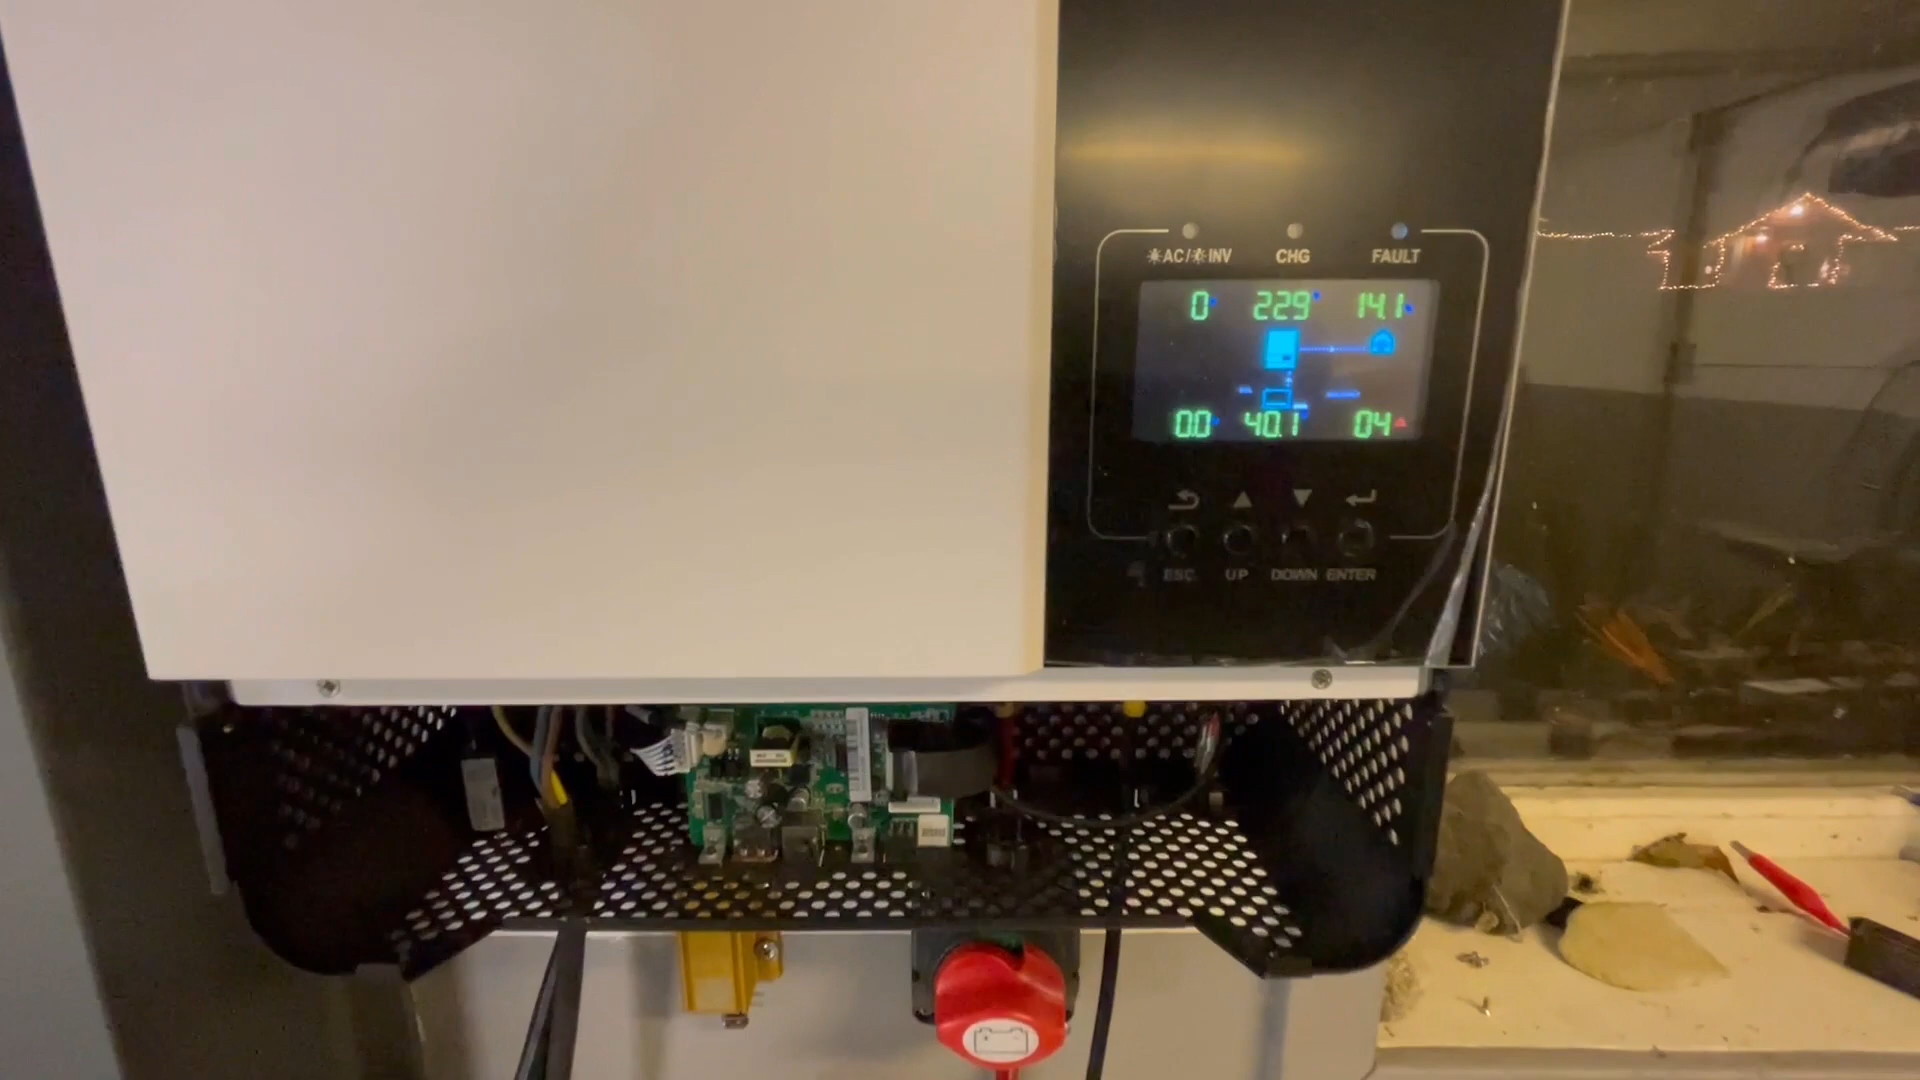 AC/ INV CHG FAULT
0 229 14.1
0.0 40.1 04
ESC UP DOWN ENTER